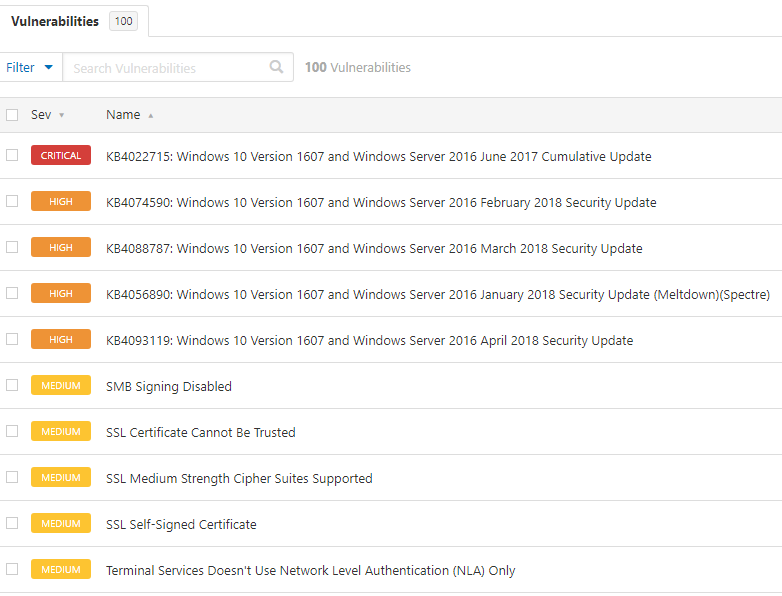 Vulnerabilities 100
Filter Search Vulnerabilities 100 Vulnerabilities
Sev Name
CRITICAL KB4022715: Windows 10 Version 1607 and Windows Server 2016 June 2017 Cumulative Update
HIGH KB4074590: Windows 10 Version 1607 and Windows Server 2016 February 2018 Security Update
HIGH KB4088787: Windows 10 Version 1607 and Windows Server 2016 March 2018 Security Update
HIGH KB4056890: Windows 10 Version 1607 and Windows Server 2016 January 2018 Security Update (Meltdown)(Spectre)
HIGH KB4093119: Windows 10 Version 1607 and Windows Server 2016 April 2018 Security Update
MEDIUM SMB Signing Disabled
MEDIUM SSL Certificate Cannot Be Trusted
MEDIUM SSL Medium Strength Cipher Suites Supported
MEDIUM SSL Self-Signed Certificate
MEDIUM Terminal Services Doesn't Use Network Level Authentication (NLA) Only